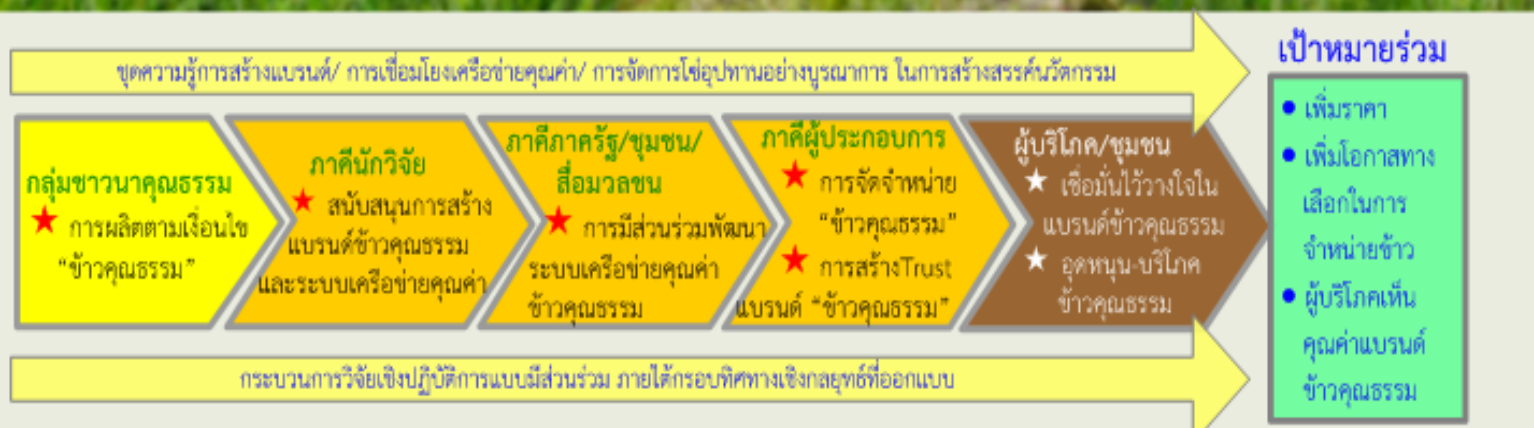 ชุดความรู้การสร้างแบรนด์/ การเชื่อมโยงเครือข่ายคุณค่า/ การจัดการโซ่อุปทานอย่างบูรณาการ ในการสร้างสรรค์นวัตกรรม
กลุ่มชาวนาคุณธรรม
★ การผลิตตามเงื่อนไข
“ข้าวคุณธรรม”
ภาคีนักวิจัย
★ สนับสนุนการสร้าง
แบรนด์ข้าวคุณธรรม
และระบบเครือข่ายคุณค่า
ภาคีภาครัฐ/ชุมชน/
สื่อมวลชน
★ การมีส่วนร่วมพัฒนา
ระบบเครือข่ายคุณค่า
ข้าวคุณธรรม
ภาคีผู้ประกอบการ
★ การจัดจำหน่าย
“ข้าวคุณธรรม”
★ การสร้างTrust
แบรนด์ “ข้าวคุณธรรม”
ผู้บริโภค/ชุมชน
★ เชื่อมั่นไว้วางใจใน
แบรนด์ข้าวคุณธรรม
★ อุดหนุน-บริโภค
ข้าวคุณธรรม
กระบวนการวิจัยเชิงปฏิบัติการแบบมีส่วนร่วม ภายใต้กรอบทิศทางเชิงกลยุทธ์ที่ออกแบบ
เป้าหมายร่วม
● เพิ่มราคา
● เพิ่มโอกาสทาง
เลือกในการ
จำหน่ายข้าว
● ผู้บริโภคเห็น
คุณค่าแบรนด์
ข้าวคุณธรรม